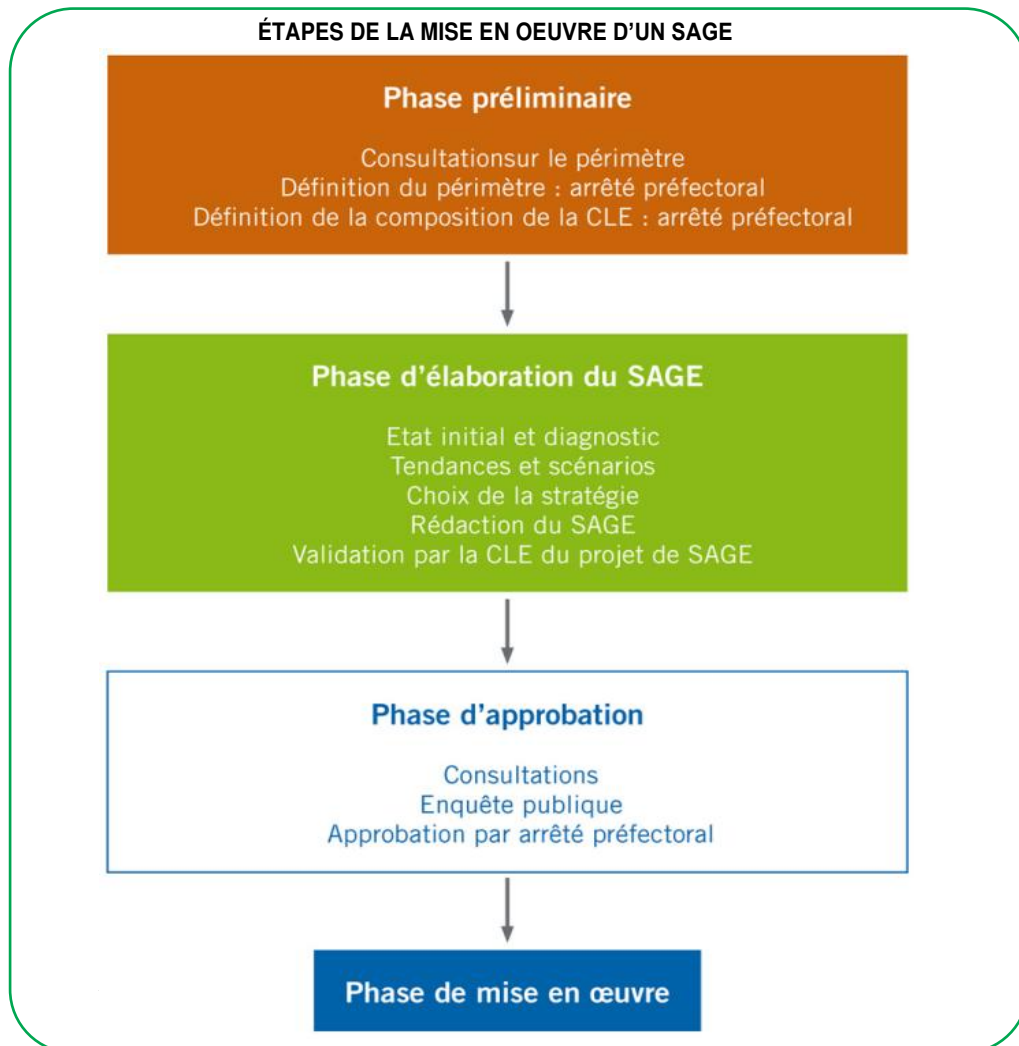 ÉTAPES DE LA MISE EN OEUVRE D’UN SAGE
Phase préliminaire
Consultationsur le périmètre
Définition du périmètre : arrêté préfectoral
Définition de la composition de la CLE : arrêté préfectoral
Phase d’élaboration du SAGE
Etat initial et diagnostic
Tendances et scénarios
Choix de la stratégie
Rédaction du SAGE
Validation par la CLE du projet de SAGE
Phase d’approbation
Consultations
Enquête publique
Approbation par arrêté préfectoral
Phase de mise en œuvre